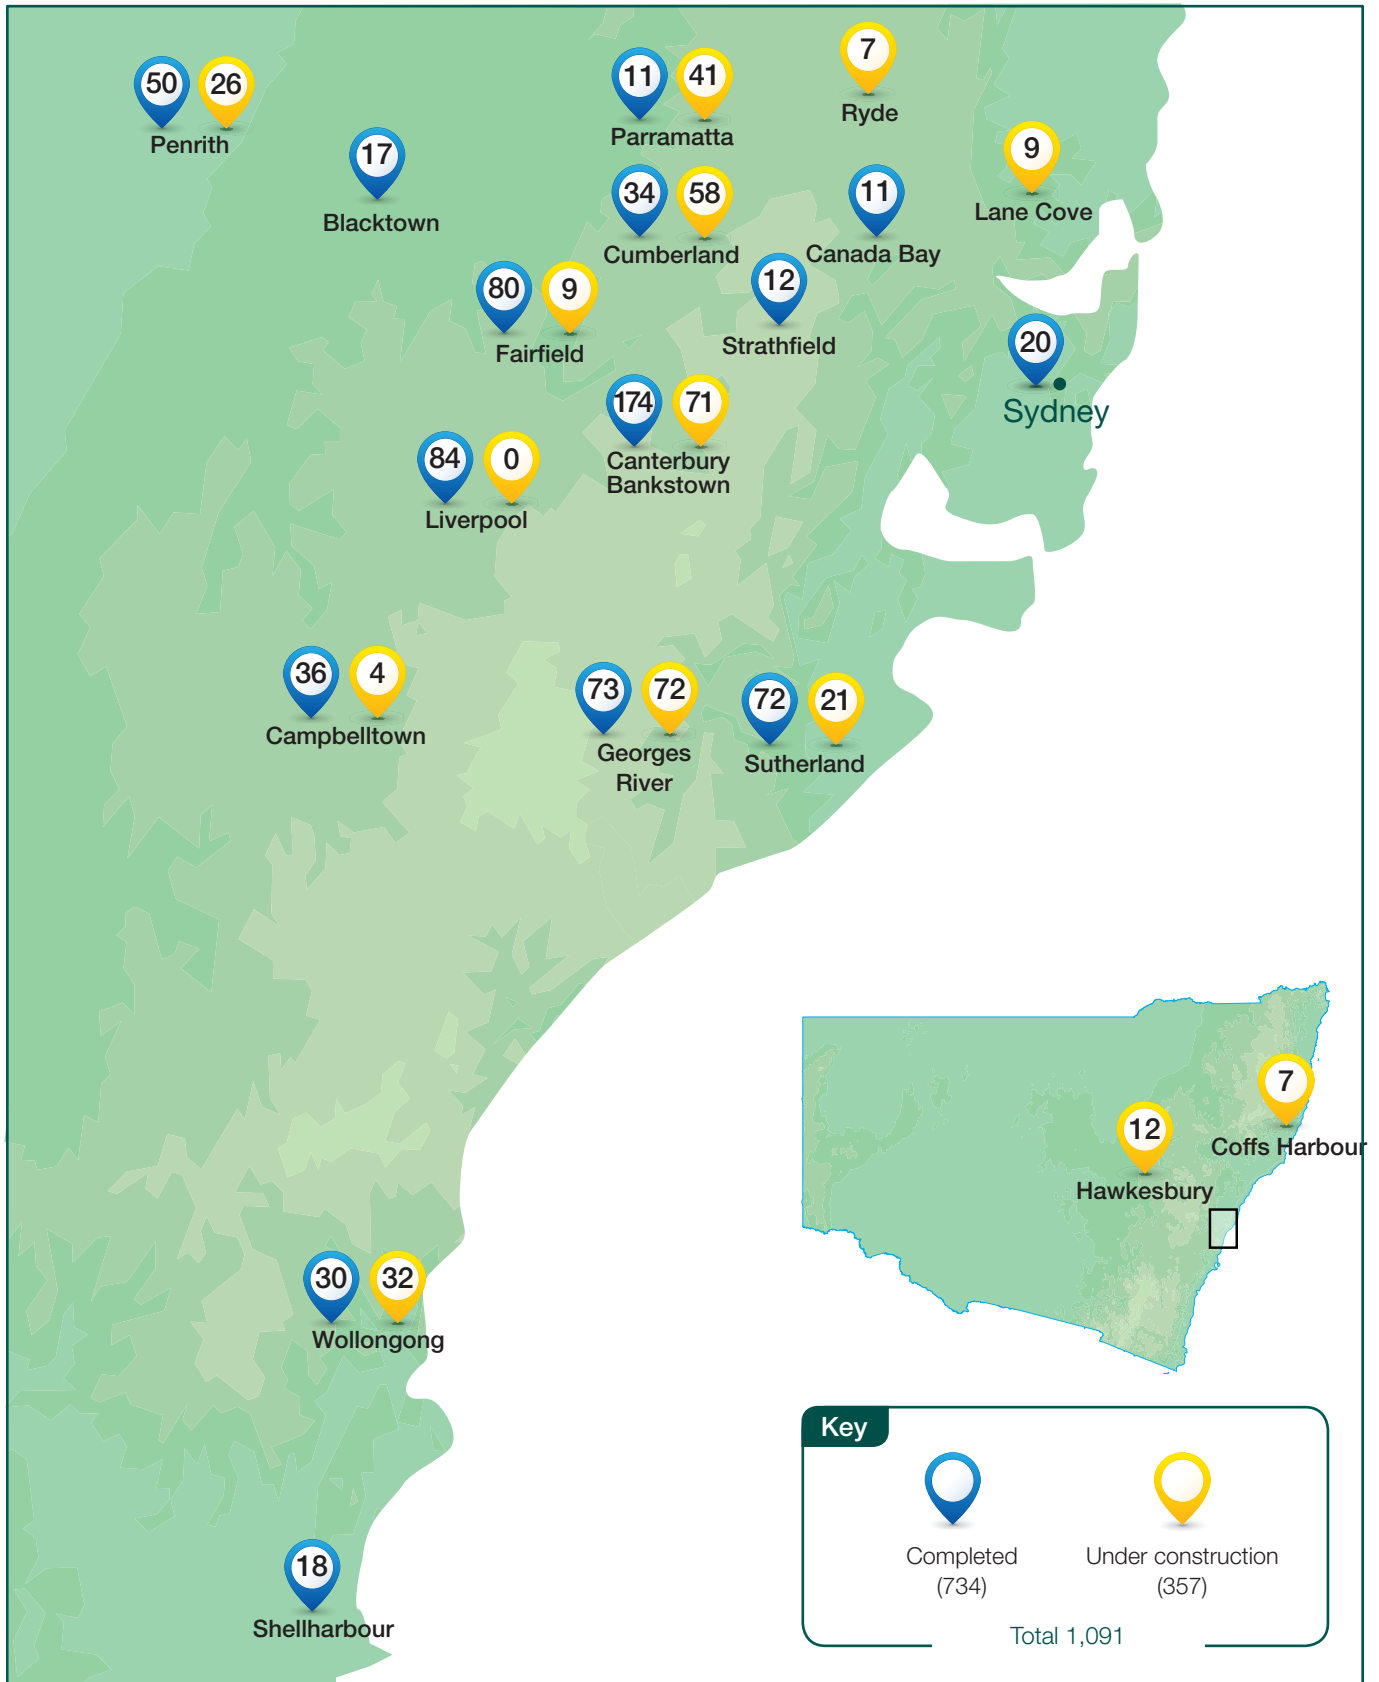 50 26
Penrith
11 41
Parramatta
7
Ryde
17
Blacktown
9
Lane Cove
34 58
Cumberland
11
Canada Bay
80 9
Fairfield
12
Strathfield
20
Sydney
174 71
Canterbury
Bankstown
84 0
Liverpool
36 4
Campbelltown
73 72
Georges
River
72 21
Sutherland
7
Coffs Harbour
12
Hawkesbury
30 32
Wollongong
18
Shellharbour
Key
Completed
(734)
Under construction
(357)
Total 1,091